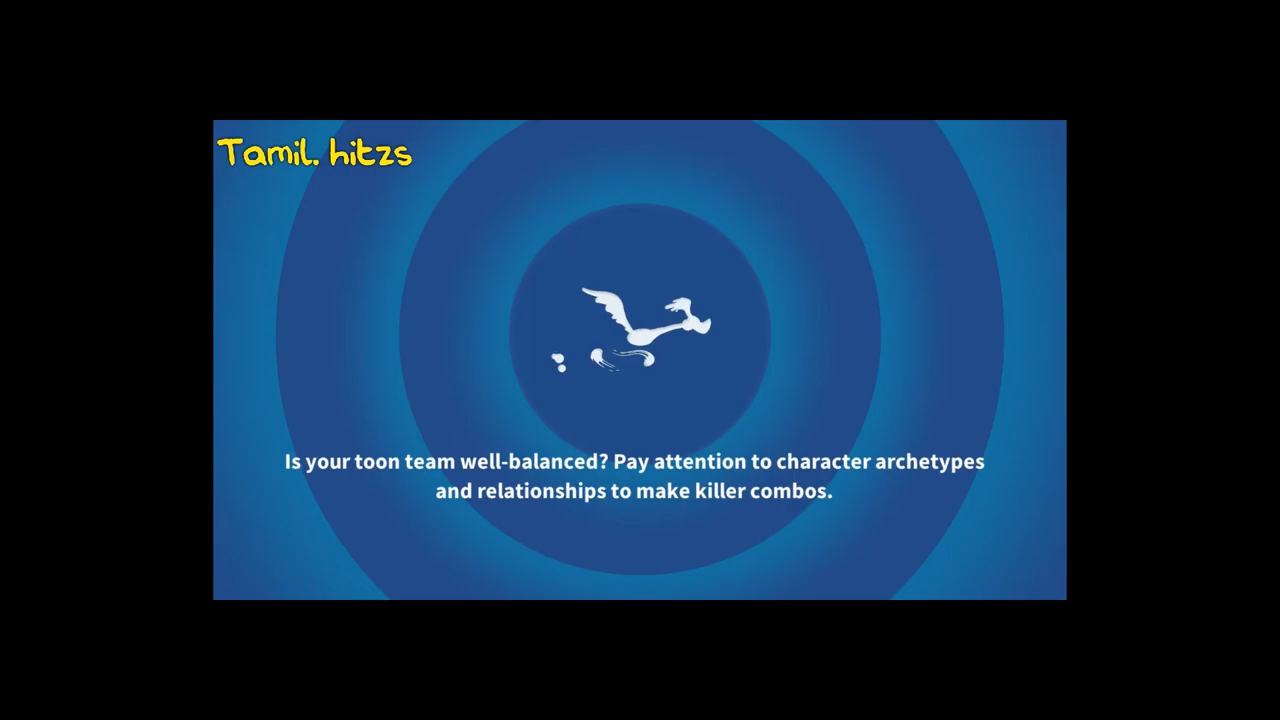 Tamil. hitzs
Is your toon team well-balanced? Pay attention to character archetypes
and relationships to make killer combos.